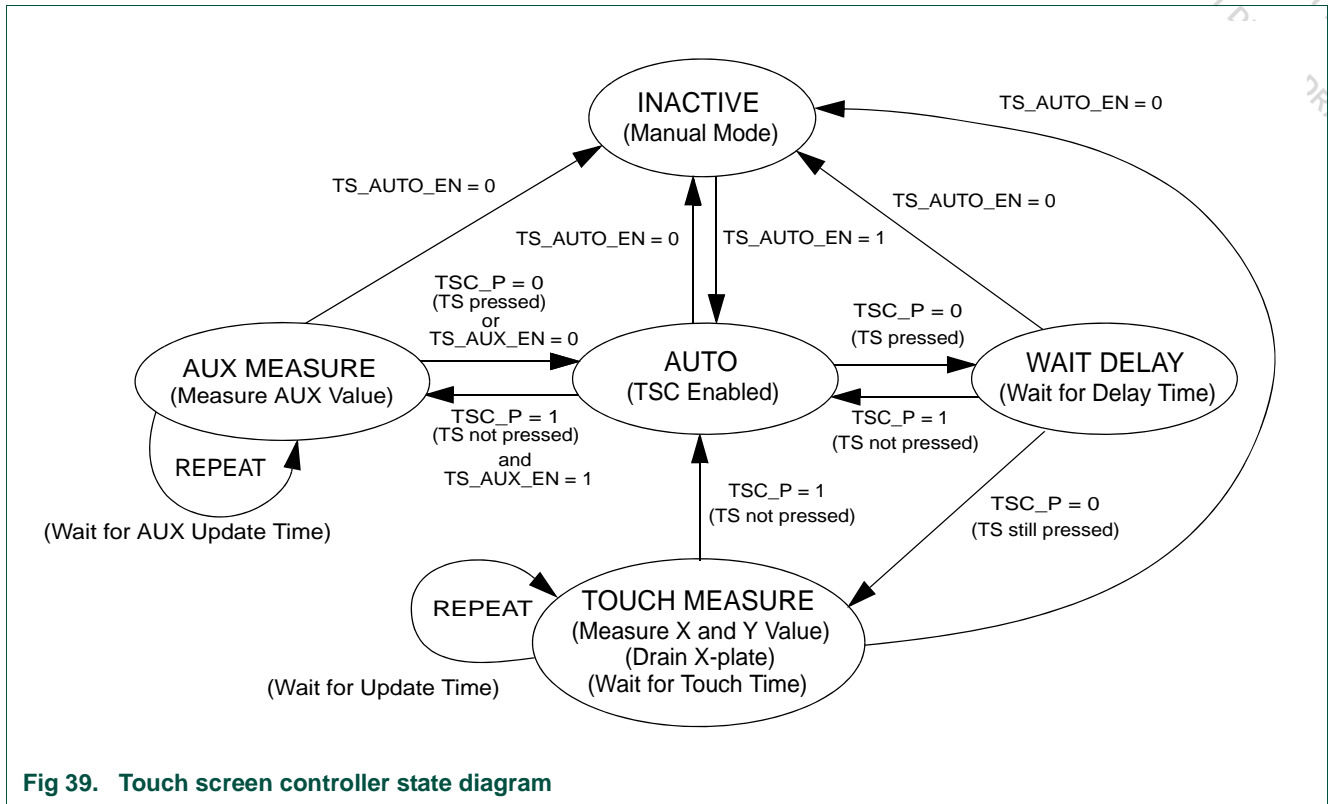 INACTIVE
(Manual Mode)
TS_AUTO_EN = 0
TS_AUTO_EN = 0
TS_AUTO_EN = 0
TS_AUTO_EN = 0
TS_AUTO_EN = 1
TSC_P = 0
(TS pressed)
or
TS_AUX_EN = 0
TSC_P = 0
(TS pressed)
AUX MEASURE
(Measure AUX Value)
AUTO
(TSC Enabled)
WAIT DELAY
(Wait for Delay Time)
TSC_P = 1
(TS not pressed)
and
TS_AUX_EN = 1
TSC_P = 1
(TS not pressed)
REPEAT
(Wait for AUX Update Time)
TSC_P = 1
(TS not pressed)
TSC_P = 0
(TS still pressed)
REPEAT
(Wait for Update Time)
TOUCH MEASURE
(Measure X and Y Value)
(Drain X-plate)
(Wait for Touch Time)
Fig 39. Touch screen controller state diagram